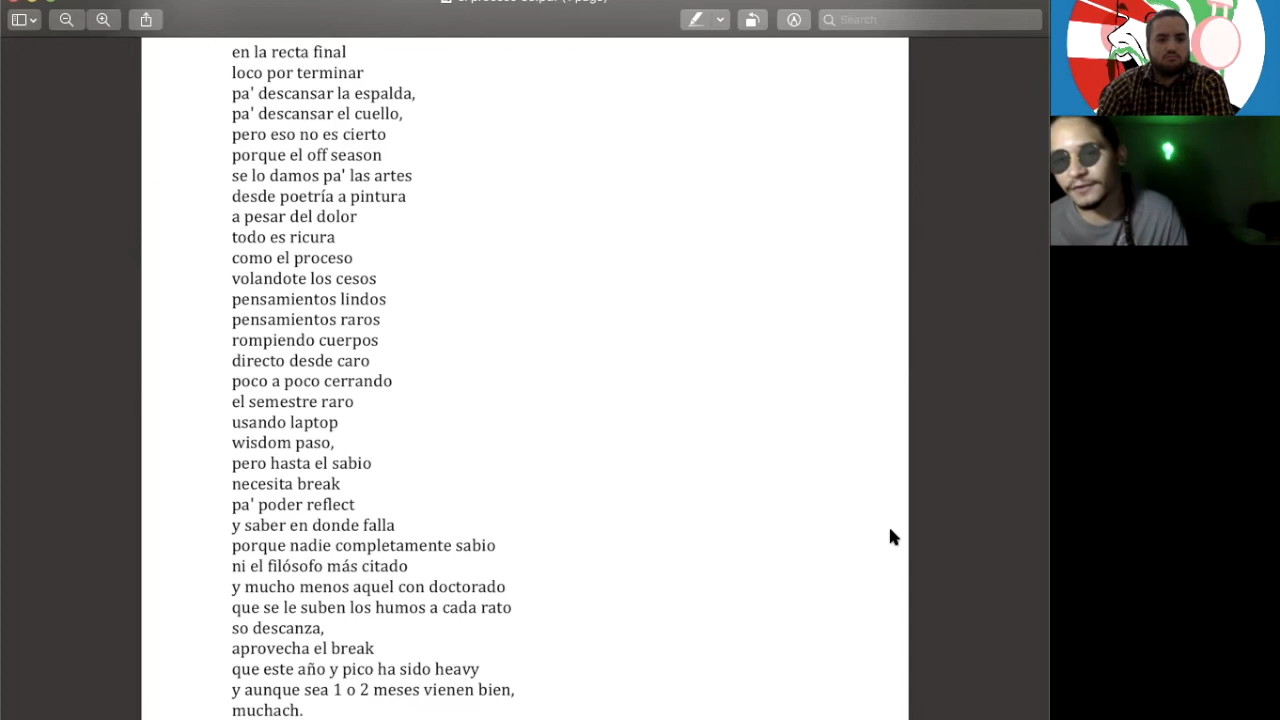 Search
en la recta final
loco por terminar
pa' descansar la espalda,
pa' descansar el cuello,
pero eso no es cierto
porque el off season
se lo damos pa' las artes
desde poetría a pintura
a pesar del dolor
todo es ricura
como el proceso
volandote los cesos
pensamientos lindos
pensamientos raros
rompiendo cuerpos
directo desde caro
poco a poco cerrando
el semestre raro
usando laptop
wisdom paso,
pero hasta el sabio
necesita break
pa' poder reflect
y saber en donde falla
porque nadie completamente sabio
ni el filósofo más citado
y mucho menos aquel con doctorado
que se le suben los humos a cada rato
so descanza,
aprovecha el break
que este año y pico ha sido heavy
y aunque sea 1 o 2 meses vienen bien,
muchach.